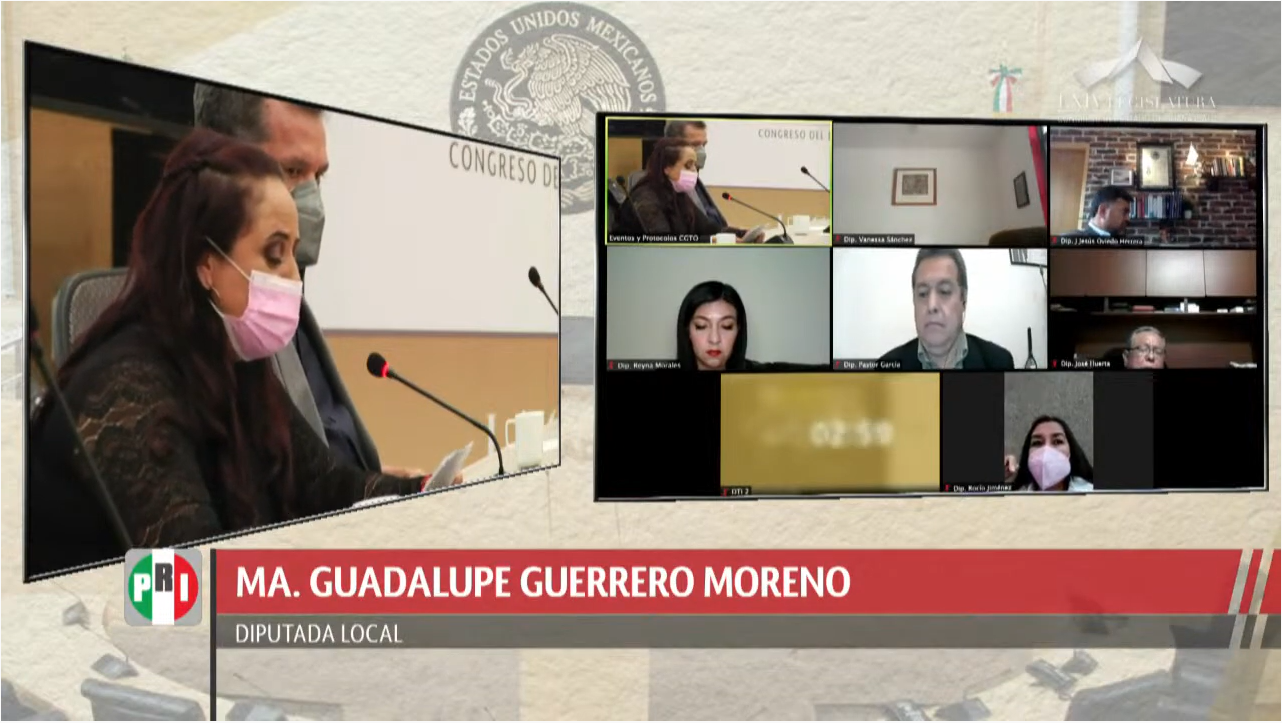 ESTADOS UNIDOS MEXICANOS
LXIV LEGISLATURA
CONGRESO DE
CONGRESO DEL
Eventos y Protocolos CGTO
Dip. Vanessa Sánchez
Dip. J Jesús Oviedo Herrera
Dip. Reyna Morales
Dip. Pastor García
Dip. José Huerta
02:59
DTI 2
Dip. Rocío Jiménez
PRI
MA. GUADALUPE GUERRERO MORENO
DIPUTADA LOCAL